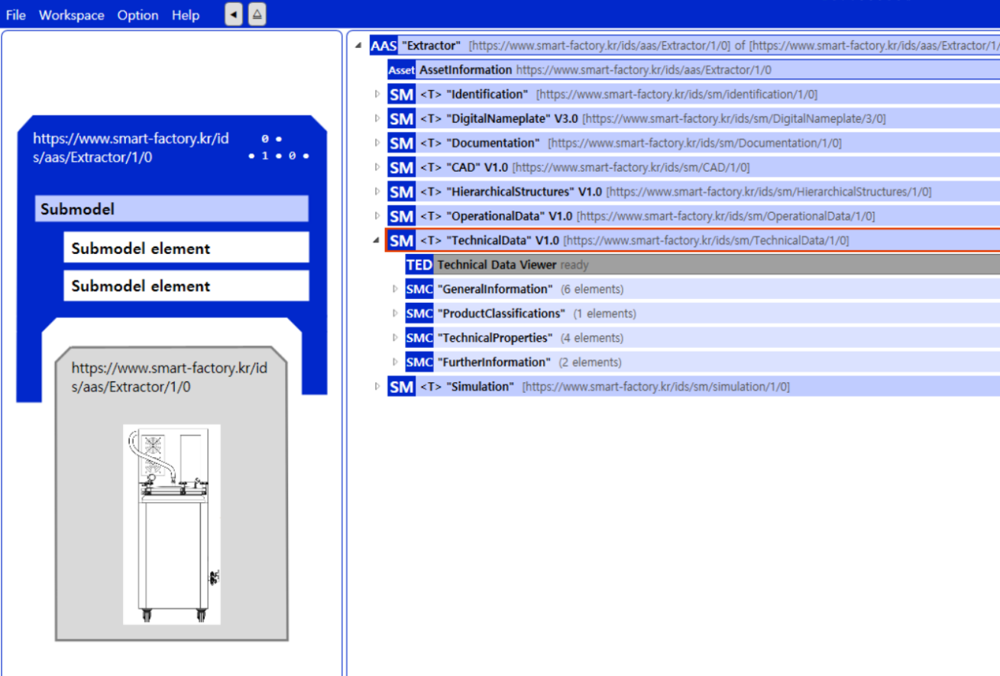 File Workspace Option Help
https://www.smart-factory.kr/id
s/aas/Extractor/1/0
0 •
• 1 • 0 •
Submodel
Submodel element
Submodel element
https://www.smart-factory.kr/id
s/aas/Extractor/1/0
AAS "Extractor" [https://www.smart-factory.kr/ids/aas/Extractor/1/0] of [https://www.smart-factory.kr/ids/aas/Extractor/1/
Asset AssetInformation https://www.smart-factory.kr/ids/aas/Extractor/1/0
SM <T> "Identification" [https://www.smart-factory.kr/ids/sm/identification/1/0]
SM <T> "DigitalNameplate" V3.0 [https://www.smart-factory.kr/ids/sm/DigitalNameplate/3/0]
SM <T> "Documentation" [https://www.smart-factory.kr/ids/sm/Documentation/1/0]
SM <T> "CAD" V1.0 [https://www.smart-factory.kr/ids/sm/CAD/1/0]
SM <T> "HierarchicalStructures" V1.0 [https://www.smart-factory.kr/ids/sm/HierarchicalStructures/1/0]
SM <T> "OperationalData" V1.0 [https://www.smart-factory.kr/ids/sm/OperationalData/1/0]
SM <T> "TechnicalData" V1.0 [https://www.smart-factory.kr/ids/sm/TechnicalData/1/0]
TED Technical Data Viewer ready
SMC "GeneralInformation" (6 elements)
SMC "ProductClassifications" (1 elements)
SMC "TechnicalProperties" (4 elements)
SMC "FurtherInformation" (2 elements)
SM <T> "Simulation" [https://www.smart-factory.kr/ids/sm/simulation/1/0]